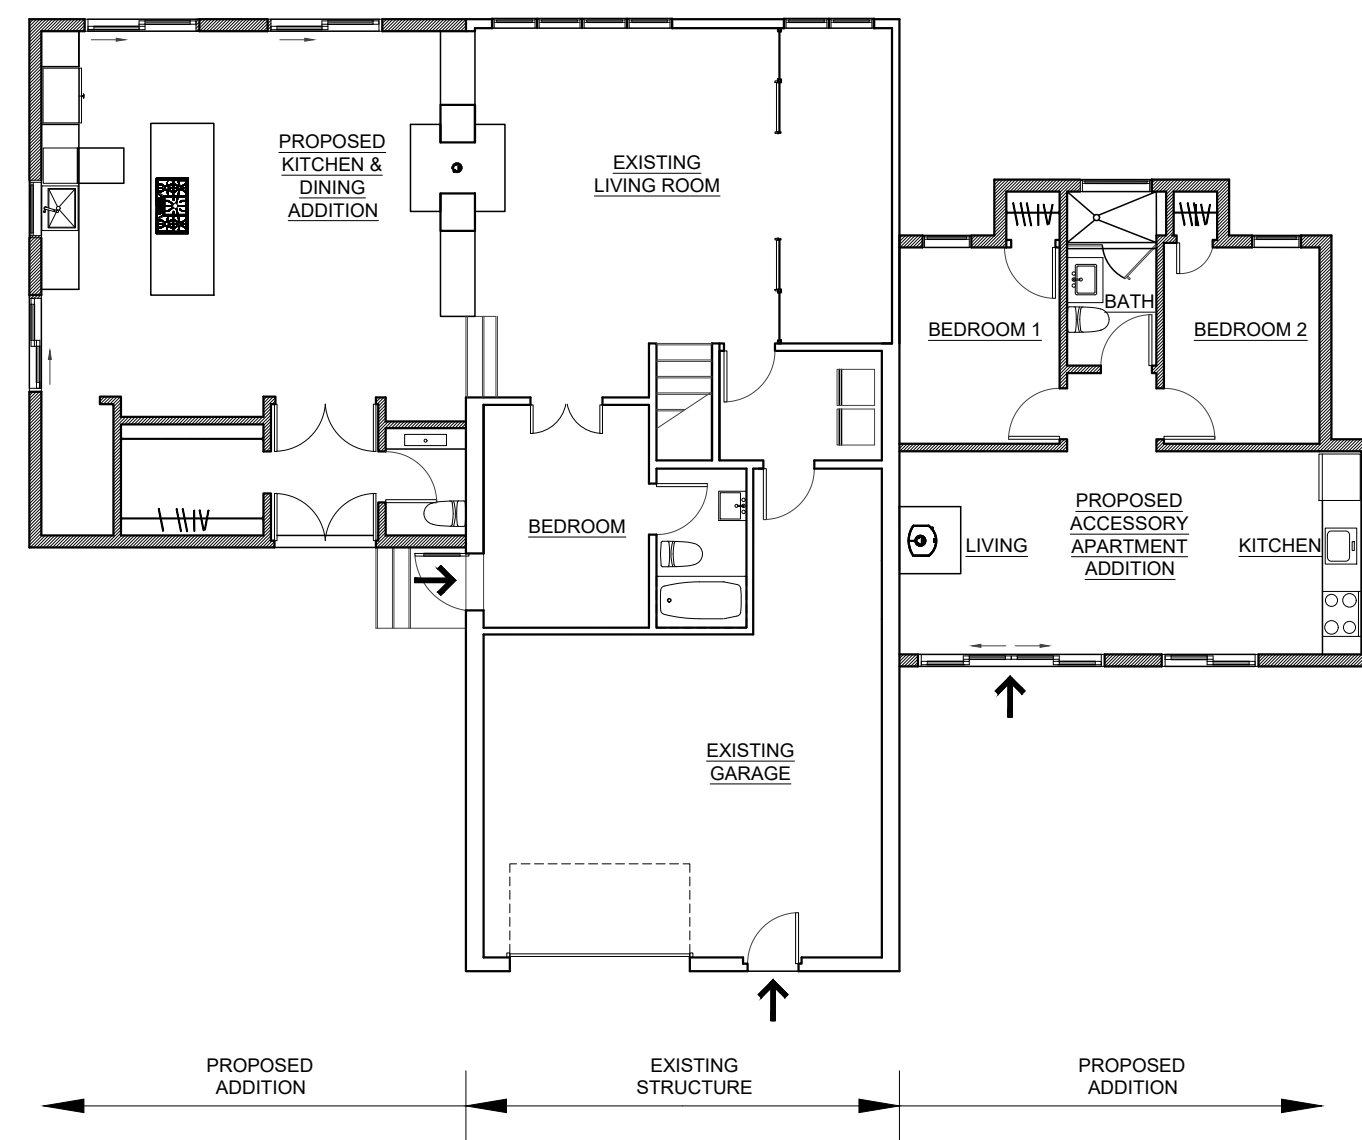 PROPOSED
KITCHEN &
DINING
ADDITION
EXISTING
LIVING ROOM
BEDROOM 1
BATH
BEDROOM 2
BEDROOM
LIVING
PROPOSED
ACCESSORY
APARTMENT
ADDITION
KITCHEN
EXISTING
GARAGE
PROPOSED
ADDITION
EXISTING
STRUCTURE
PROPOSED
ADDITION